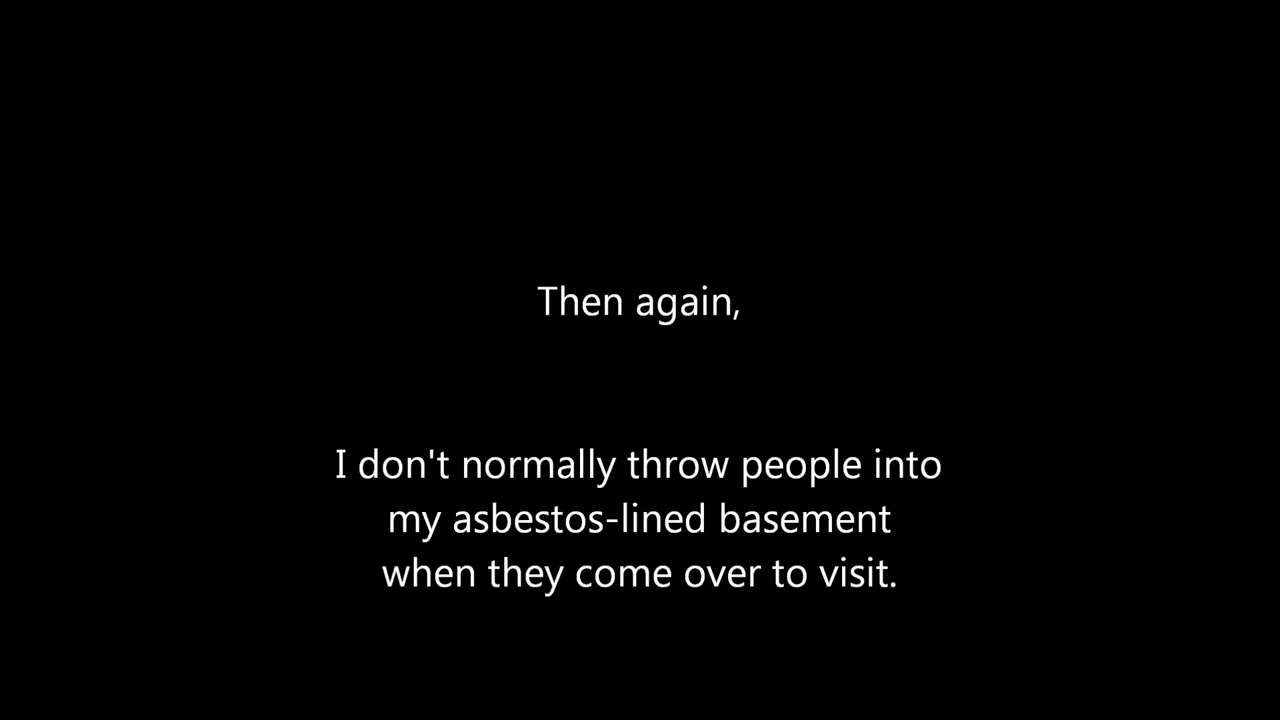 Then again,
I don't normally throw people into
my asbestos-lined basement
when they come over to visit.